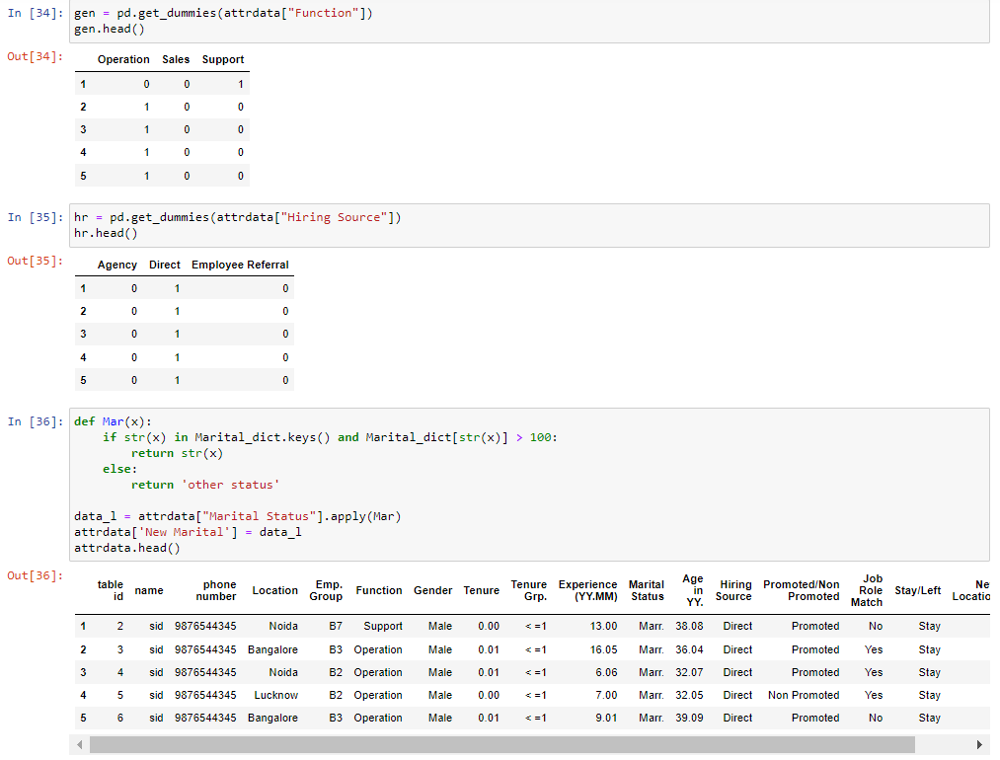 In [34]: gen = pd.get_dummies(attrdata["Function"])
gen.head()
Out[34]:
Operation Sales Support
1 0 0 1
2 1 0 0
3 1 0 0
4 1 0 0
5 1 0 0
In [35]: hr = pd.get_dummies(attrdata["Hiring Source"])
hr.head()
Out[35]:
Agency Direct Employee Referral
1 0 1 0
2 0 1 0
3 0 1 0
4 0 1 0
5 0 1 0
In [36]: def Mar(x):
    if str(x) in Marital_dict.keys() and Marital_dict[str(x)] > 100:
        return str(x)
    else:
        return 'other status'
data_l = attrdata["Marital Status"].apply(Mar)
attrdata['New Marital'] = data_l
attrdata.head()
Out[36]:
table id name phone number Location Emp. Group Function Gender Tenure Tenure Grp. Experience (YY.MM) Marital Status Age in YY. Hiring Source Promoted/Non Promoted Job Role Match Stay/Left Ne Locatio
1 2 sid 9876544345 Noida B7 Support Male 0.00 < =1 13.00 Marr. 38.08 Direct Promoted No Stay
2 3 sid 9876544345 Bangalore B3 Operation Male 0.01 < =1 16.05 Marr. 36.04 Direct Promoted Yes Stay
3 4 sid 9876544345 Noida B2 Operation Male 0.01 < =1 6.06 Marr. 32.07 Direct Promoted Yes Stay
4 5 sid 9876544345 Lucknow B2 Operation Male 0.00 < =1 7.00 Marr. 32.05 Direct Non Promoted Yes Stay
5 6 sid 9876544345 Bangalore B3 Operation Male 0.01 < =1 9.01 Marr. 39.09 Direct Promoted No Stay